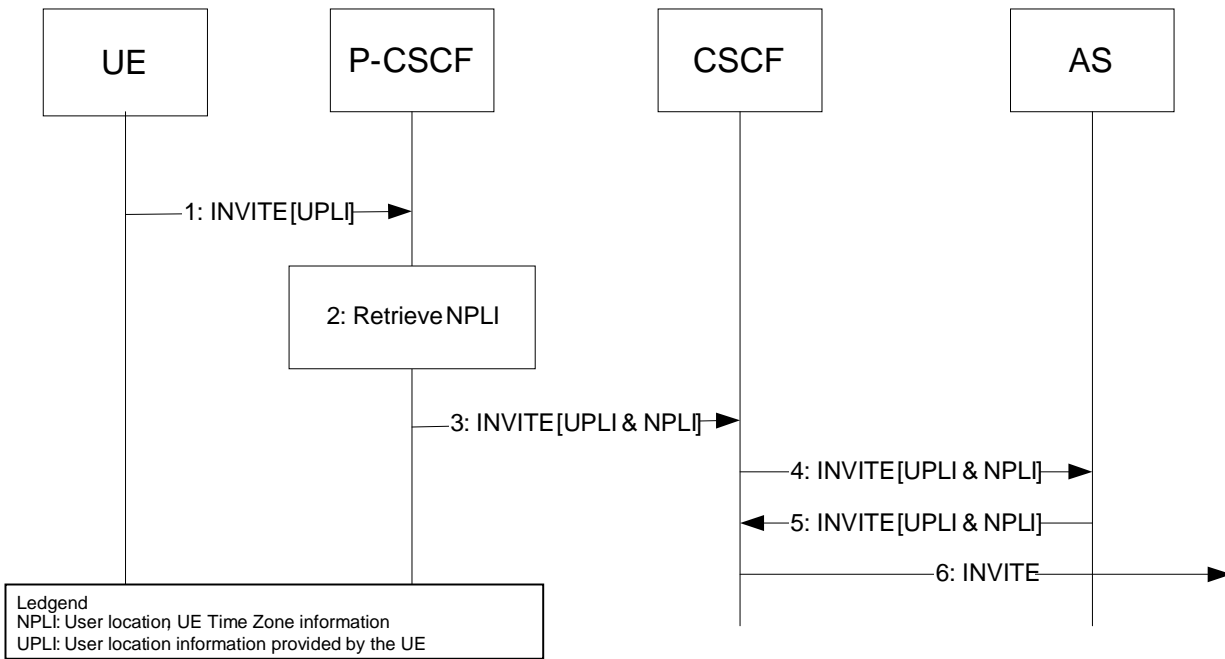 UE
P-CSCF
CSCF
AS
1: INVITE[UPLI]
2: Retrieve NPLI
3: INVITE[UPLI & NPLI]
4: INVITE[UPLI & NPLI]
5: INVITE[UPLI & NPLI]
6: INVITE
Ledgend
NPLI: User location, UE Time Zone information
UPLI: User location information provided by the UE